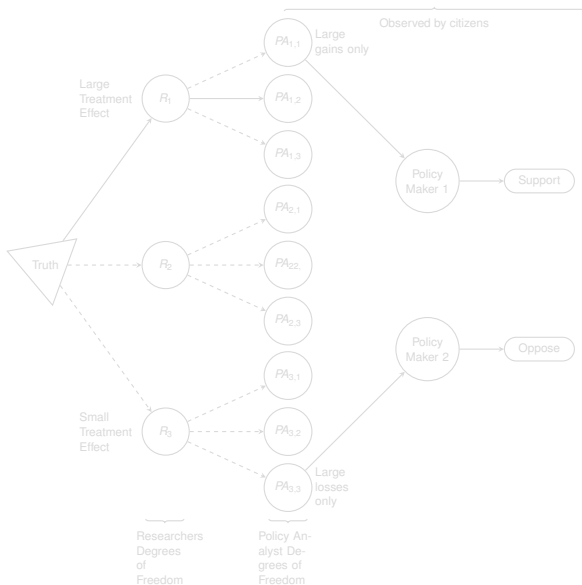 Observed by citizens
PA1,1
Large
gains only
Large
Treatment
Effect
R1
PA1,2
PA1,3
Policy
Maker 1
Support
PA2,1
Truth
R2
PA22,
PA2,3
Policy
Maker 2
Oppose
PA3,1
Small
Treatment
Effect
R3
PA3,2
PA3,3
Large
losses
only
Researchers
Degrees
of
Freedom
Policy An-
alyst De-
grees of
Freedom